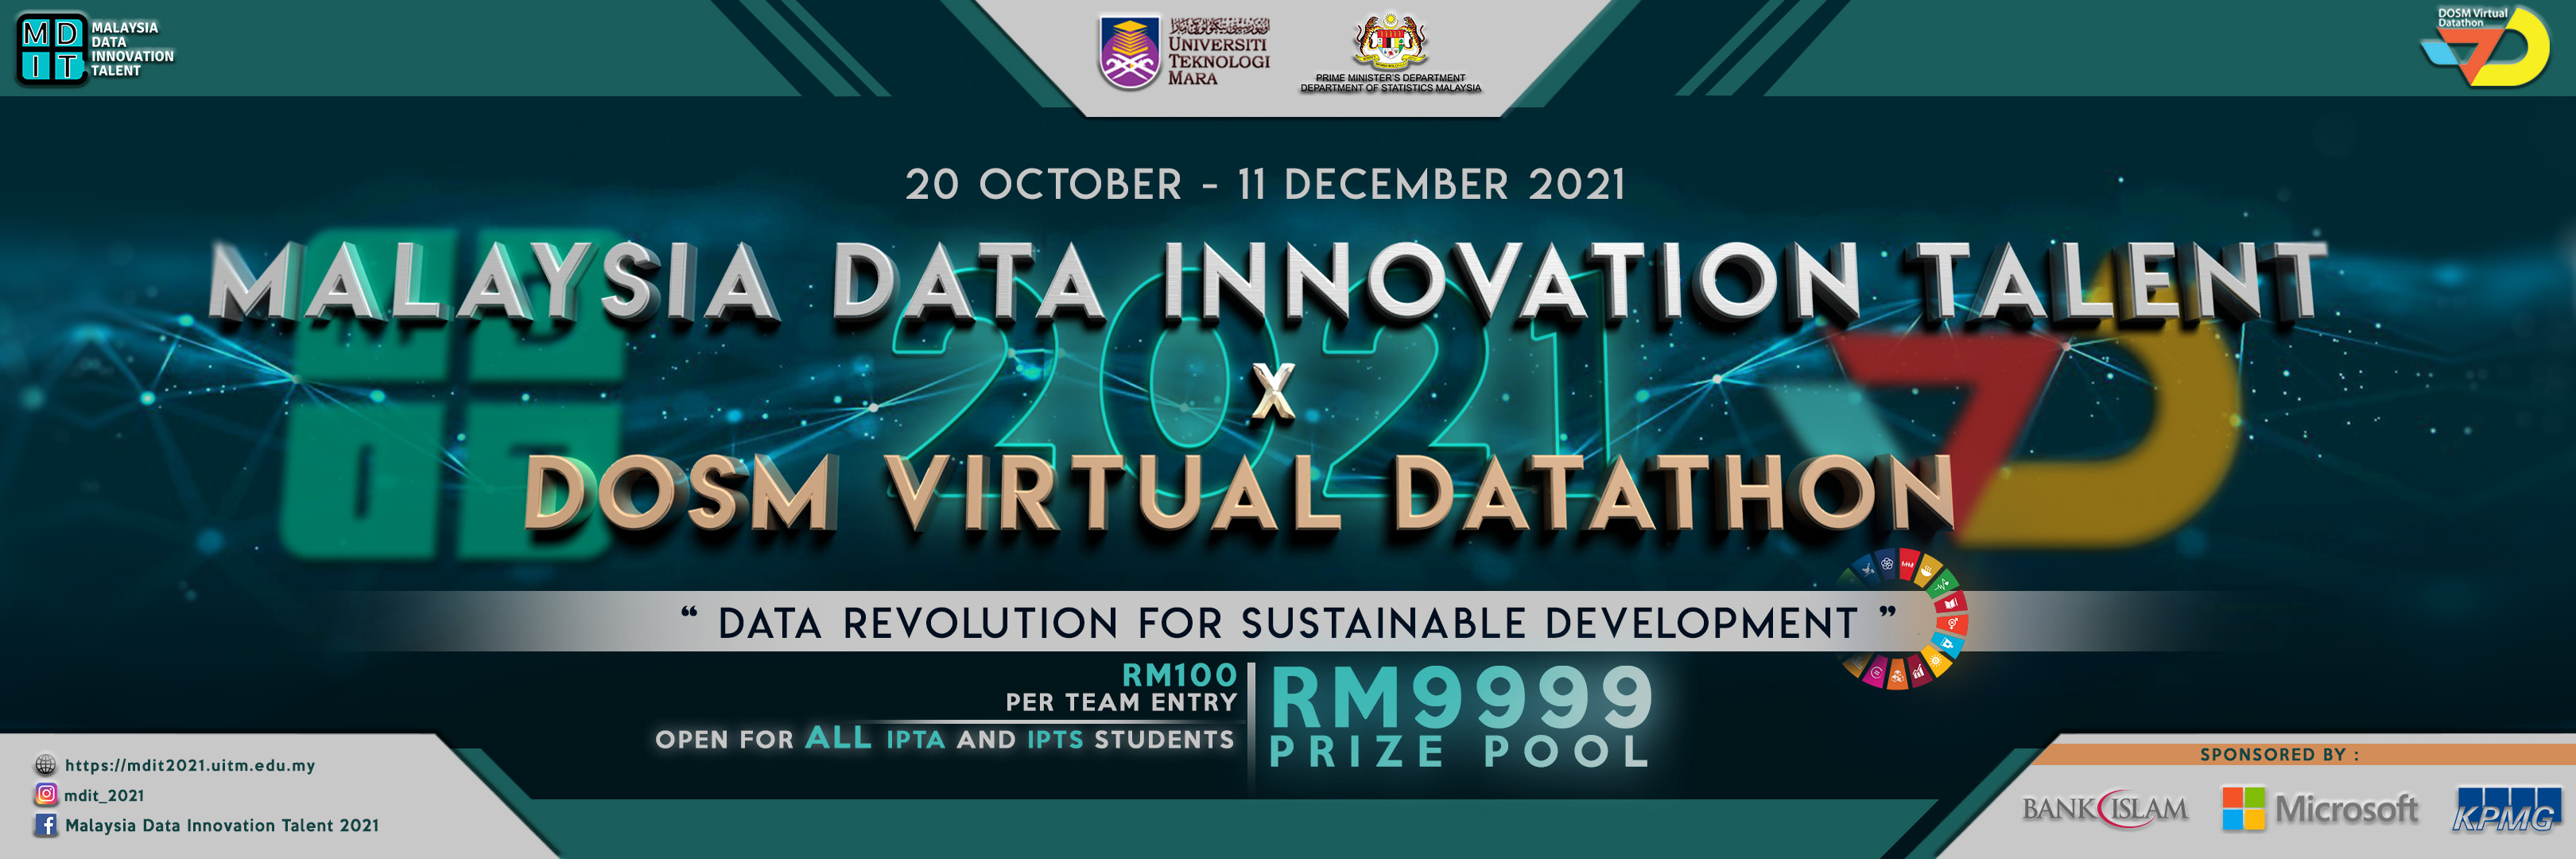 MD
IT
MALAYSIA
DATA
INNOVATION
TALENT
UNIVERSITI
TEKNOLOGI
MARA
PRIME MINISTER'S DEPARTMENT
DEPARTMENT OF STATISTICS MALAYSIA
DOSM Virtual
Datathon
20 OCTOBER - 11 DECEMBER 2021
MALAYSIA DATA INNOVATION TALENT
2021
X
DOSM VIRTUAL DATATHON
“ DATA REVOLUTION FOR SUSTAINABLE DEVELOPMENT ”
RM100
PER TEAM ENTRY
OPEN FOR ALL IPTA AND IPTS STUDENTS
RM9999
PRIZE POOL
https://mdit2021.uitm.edu.my
mdit_2021
Malaysia Data Innovation Talent 2021
SPONSORED BY :
BANK ISLAM
Microsoft
KPMG